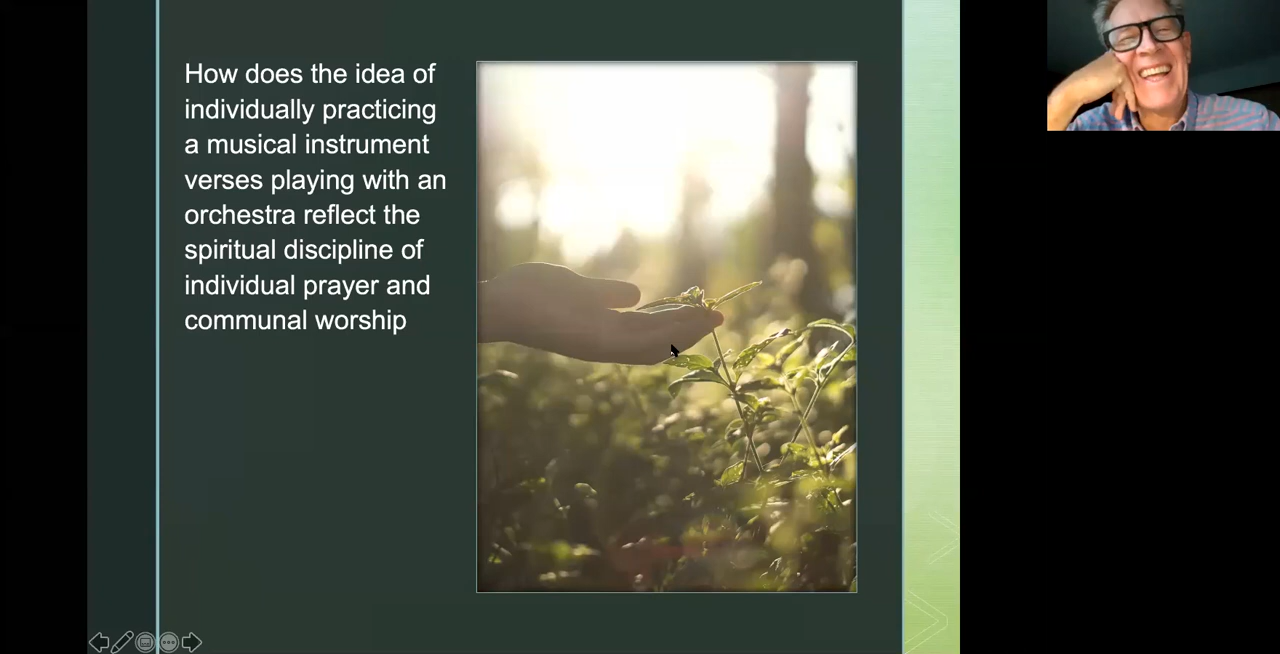 How does the idea of
individually practicing
a musical instrument
verses playing with an
orchestra reflect the
spiritual discipline of
individual prayer and
communal worship